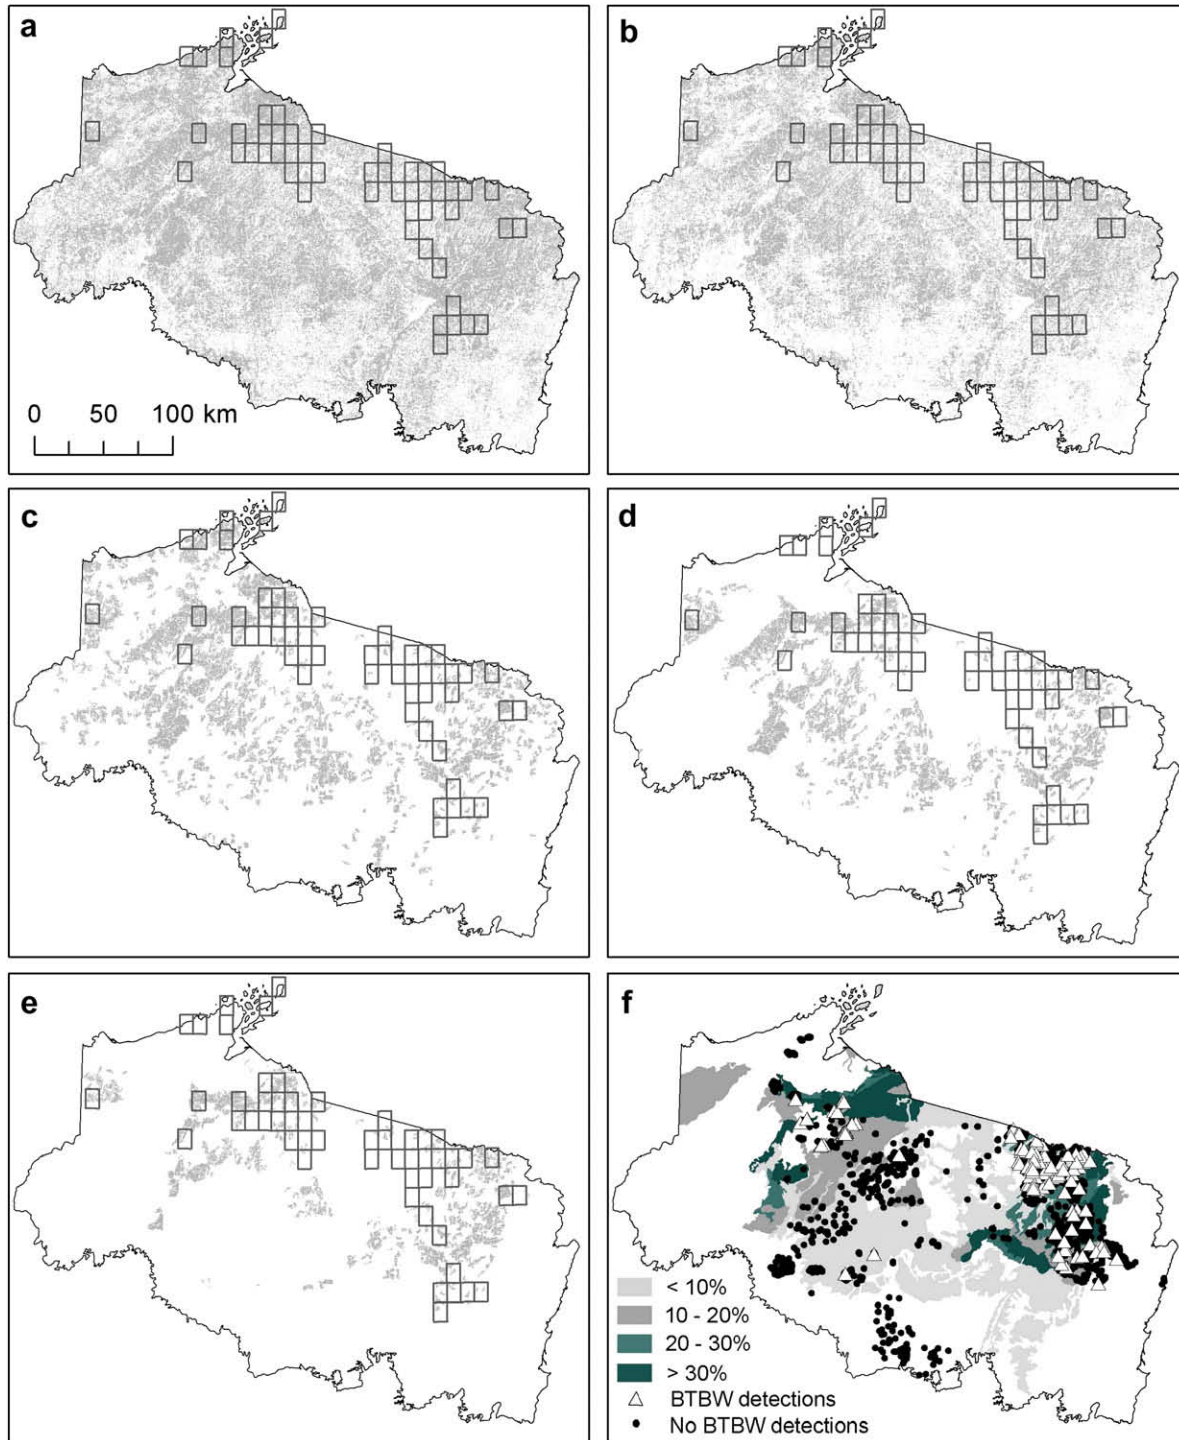 a
b
0 50 100 km
c
d
e
f
< 10%
10 - 20%
20 - 30%
> 30%
BTBW detections
No BTBW detections